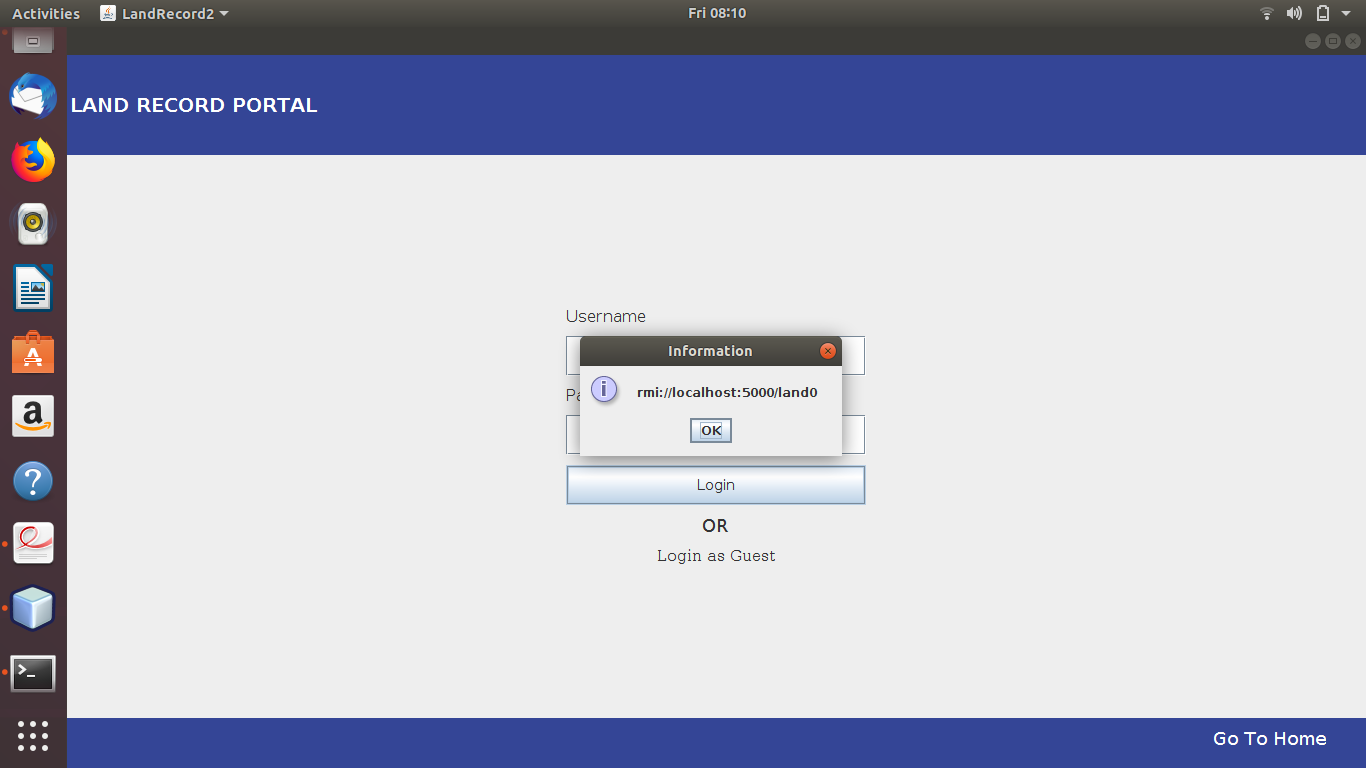 Activities LandRecord2 Fri 08:10
LAND RECORD PORTAL
Username
Information
rmi://localhost:5000/land0
OK
Login
OR
Login as Guest
Go To Home